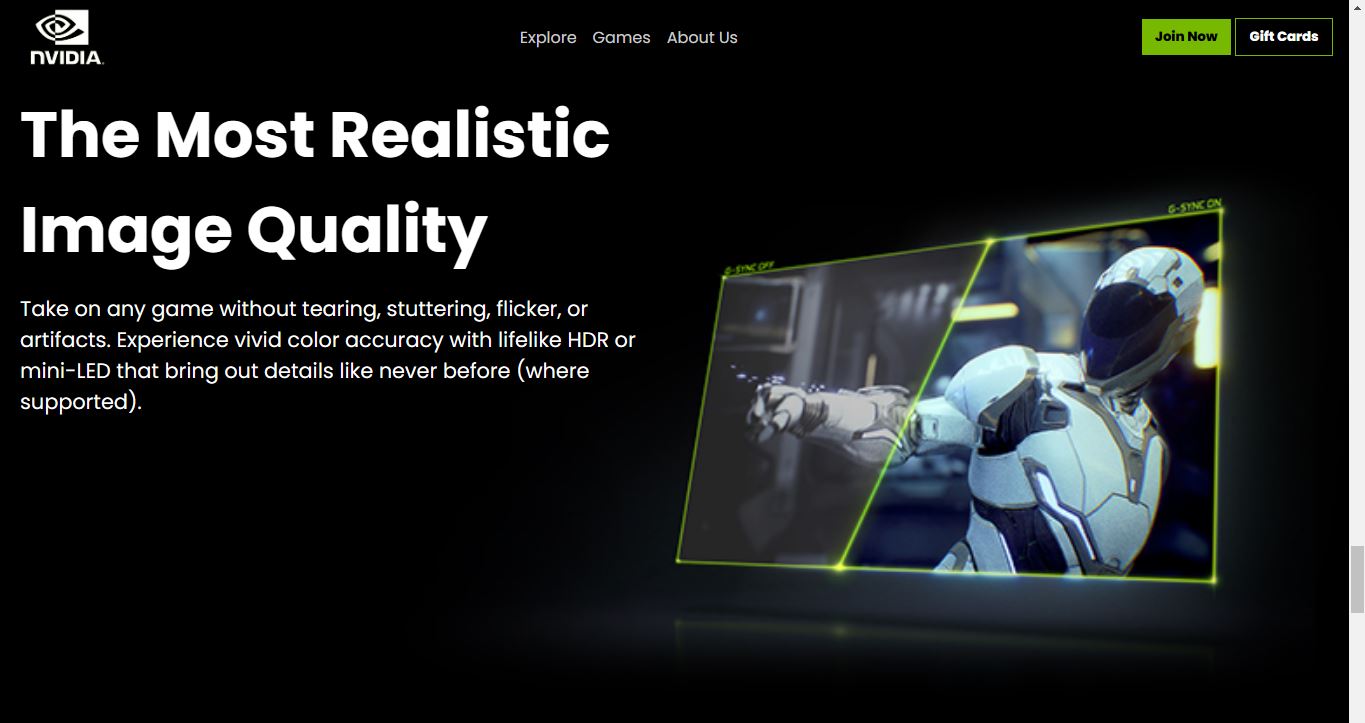 NVIDIA.
Explore Games About Us
Join Now Gift Cards
The Most Realistic
Image Quality
Take on any game without tearing, stuttering, flicker, or
artifacts. Experience vivid color accuracy with lifelike HDR or
mini-LED that bring out details like never before (where
supported).
G-SYNC OFF
G-SYNC ON